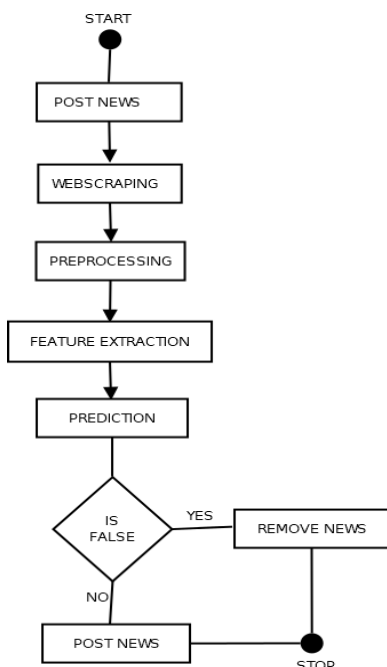 START
POST NEWS
WEBSCRAPING
PREPROCESSING
FEATURE EXTRACTION
PREDICTION
IS
FALSE
YES
REMOVE NEWS
NO
POST NEWS
STOP